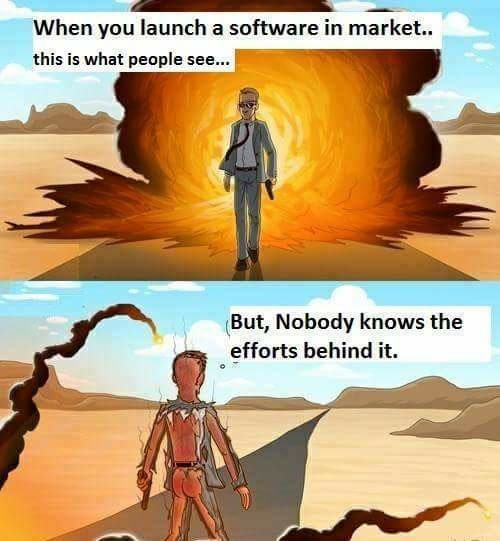 When you launch a software in market..
this is what people see...
But, Nobody knows the
efforts behind it.